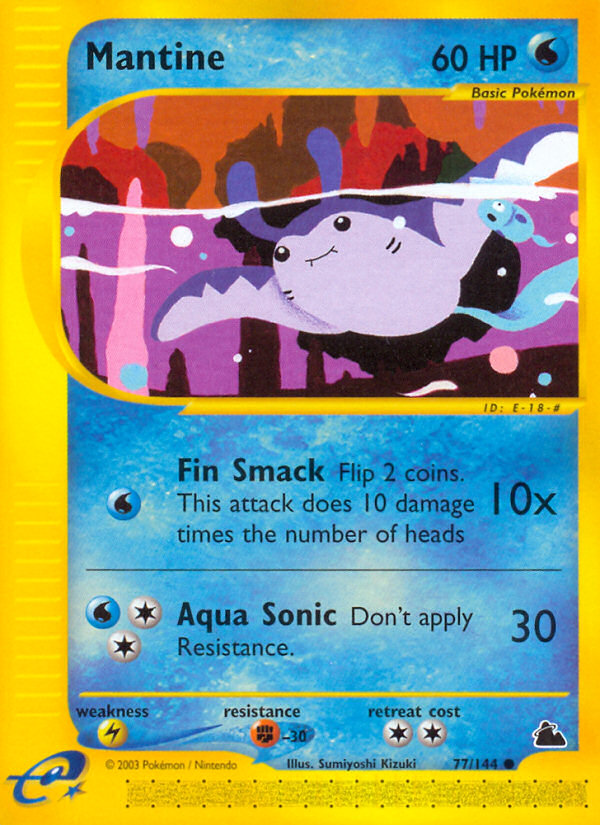 Mantine 60 HP
Basic Pokémon
ID: E-18-#
Fin Smack Flip 2 coins.
This attack does 10 damage 10x
times the number of heads
Aqua Sonic Don't apply 30
Resistance.
weakness resistance retreat cost
-30
© 2003 Pokémon / Nintendo Illus. Sumiyoshi Kizuki 77/144
e